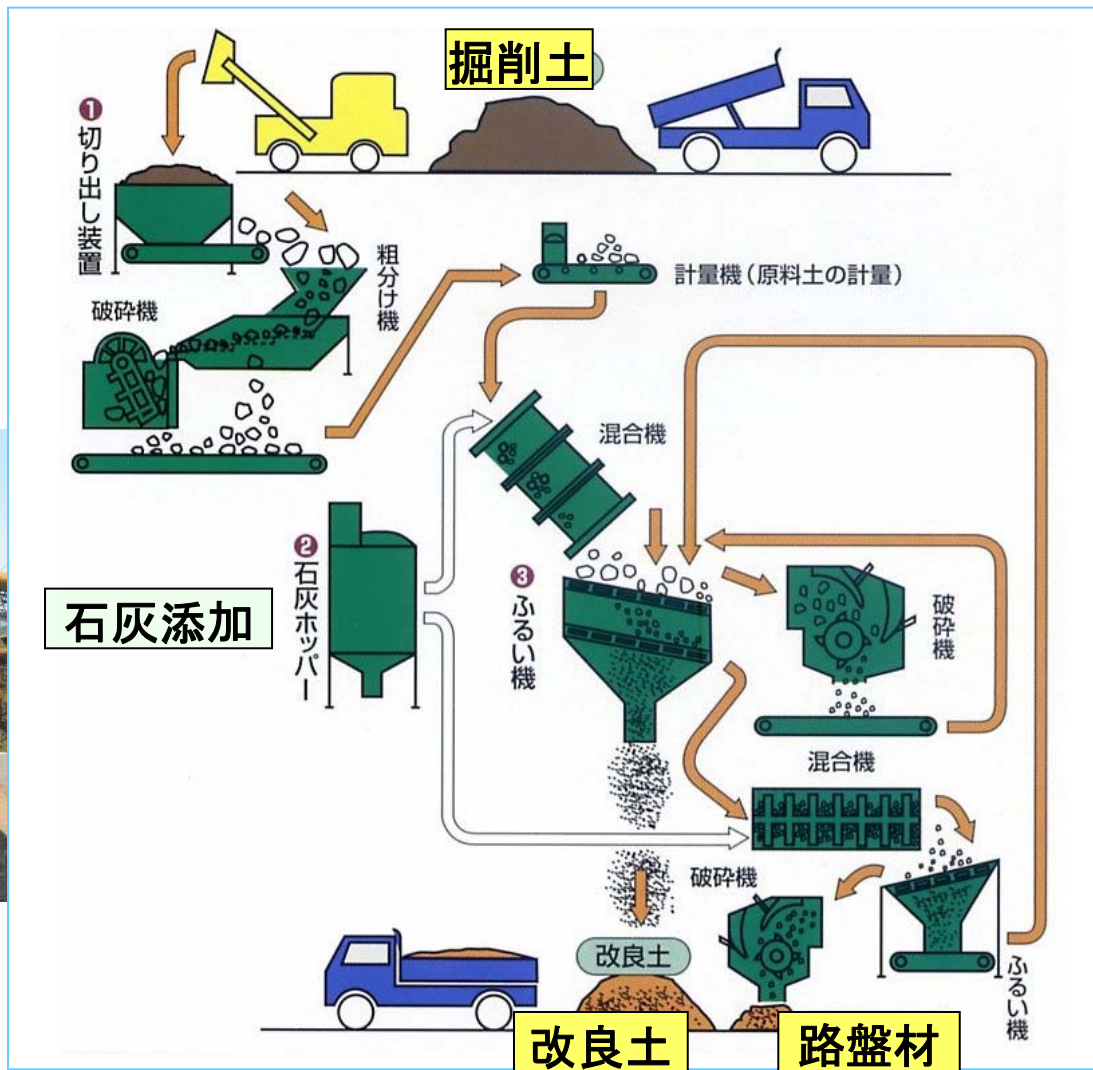 掘削土
❶切り出し装置
粗分け機
破砕機
計量機(原料土の計量)
混合機
❷石灰ホッパー
石灰添加
❸ふるい機
破砕機
混合機
破砕機
ふるい機
改良土
改良土
路盤材